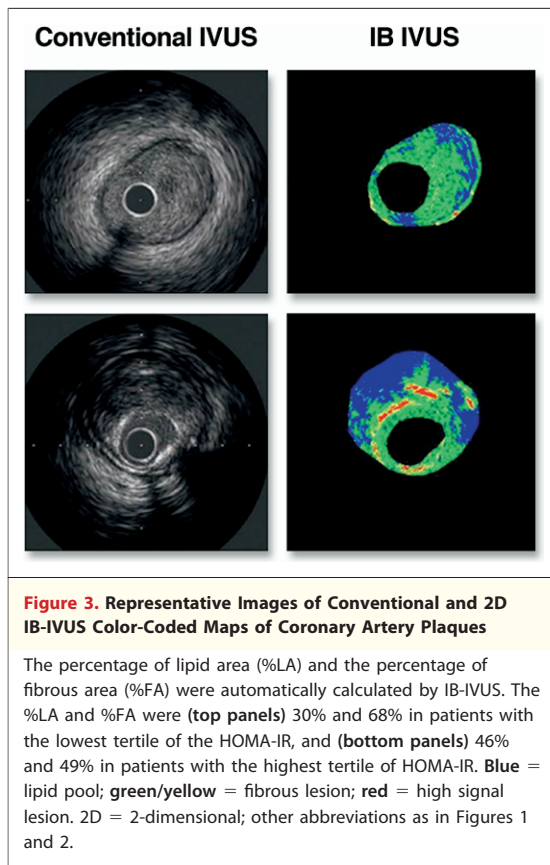 Conventional IVUS IB IVUS
Figure 3. Representative Images of Conventional and 2D
IB-IVUS Color-Coded Maps of Coronary Artery Plaques
The percentage of lipid area (%LA) and the percentage of
fibrous area (%FA) were automatically calculated by IB-IVUS. The
%LA and %FA were (top panels) 30% and 68% in patients with
the lowest tertile of the HOMA-IR, and (bottom panels) 46%
and 49% in patients with the highest tertile of HOMA-IR. Blue =
lipid pool; green/yellow = fibrous lesion; red = high signal
lesion. 2D = 2-dimensional; other abbreviations as in Figures 1
and 2.